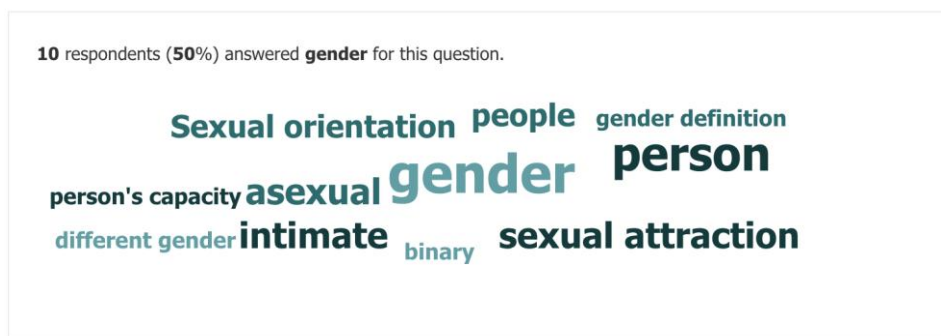 10 respondents (50%) answered gender for this question.
Sexual orientation people gender definition
person
person's capacity asexual gender
different gender intimate binary sexual attraction